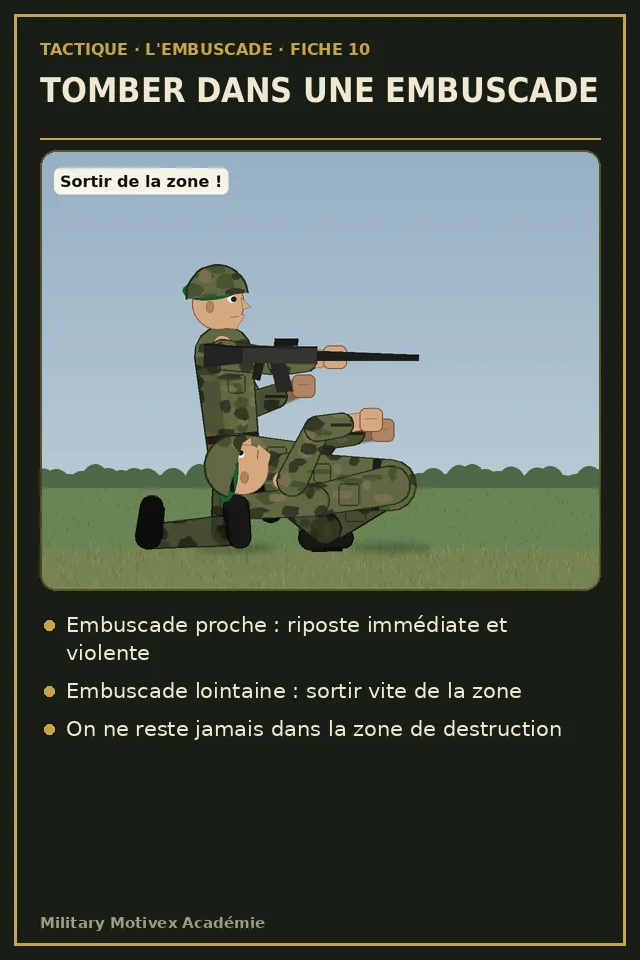 TACTIQUE · L'EMBUSCADE · FICHE 10
TOMBER DANS UNE EMBUSCADE
Sortir de la zone !
Embuscade proche : riposte immédiate et
violente
Embuscade lointaine : sortir vite de la zone
On ne reste jamais dans la zone de destruction
Military Motivex Académie